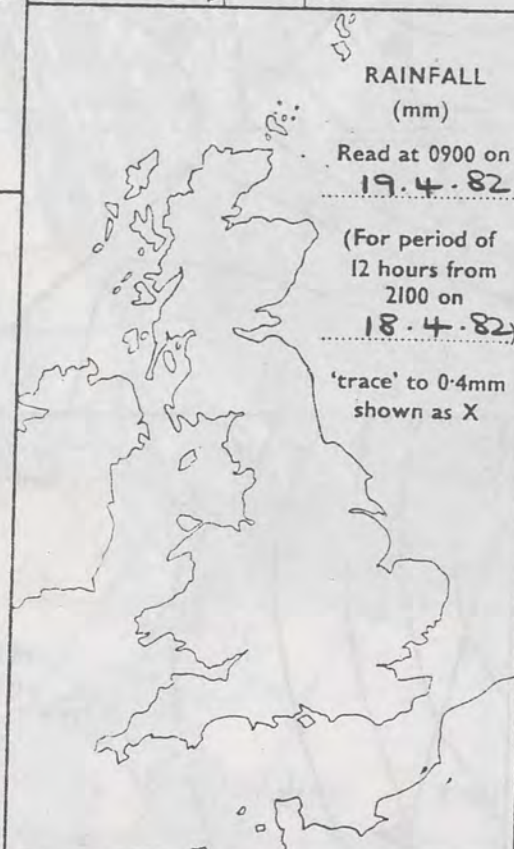 RAINFALL
(mm)
Read at 0900 on
19.4.82
(For period of
12 hours from
2100 on
18.4.82)
'trace' to 0·4mm
shown as X